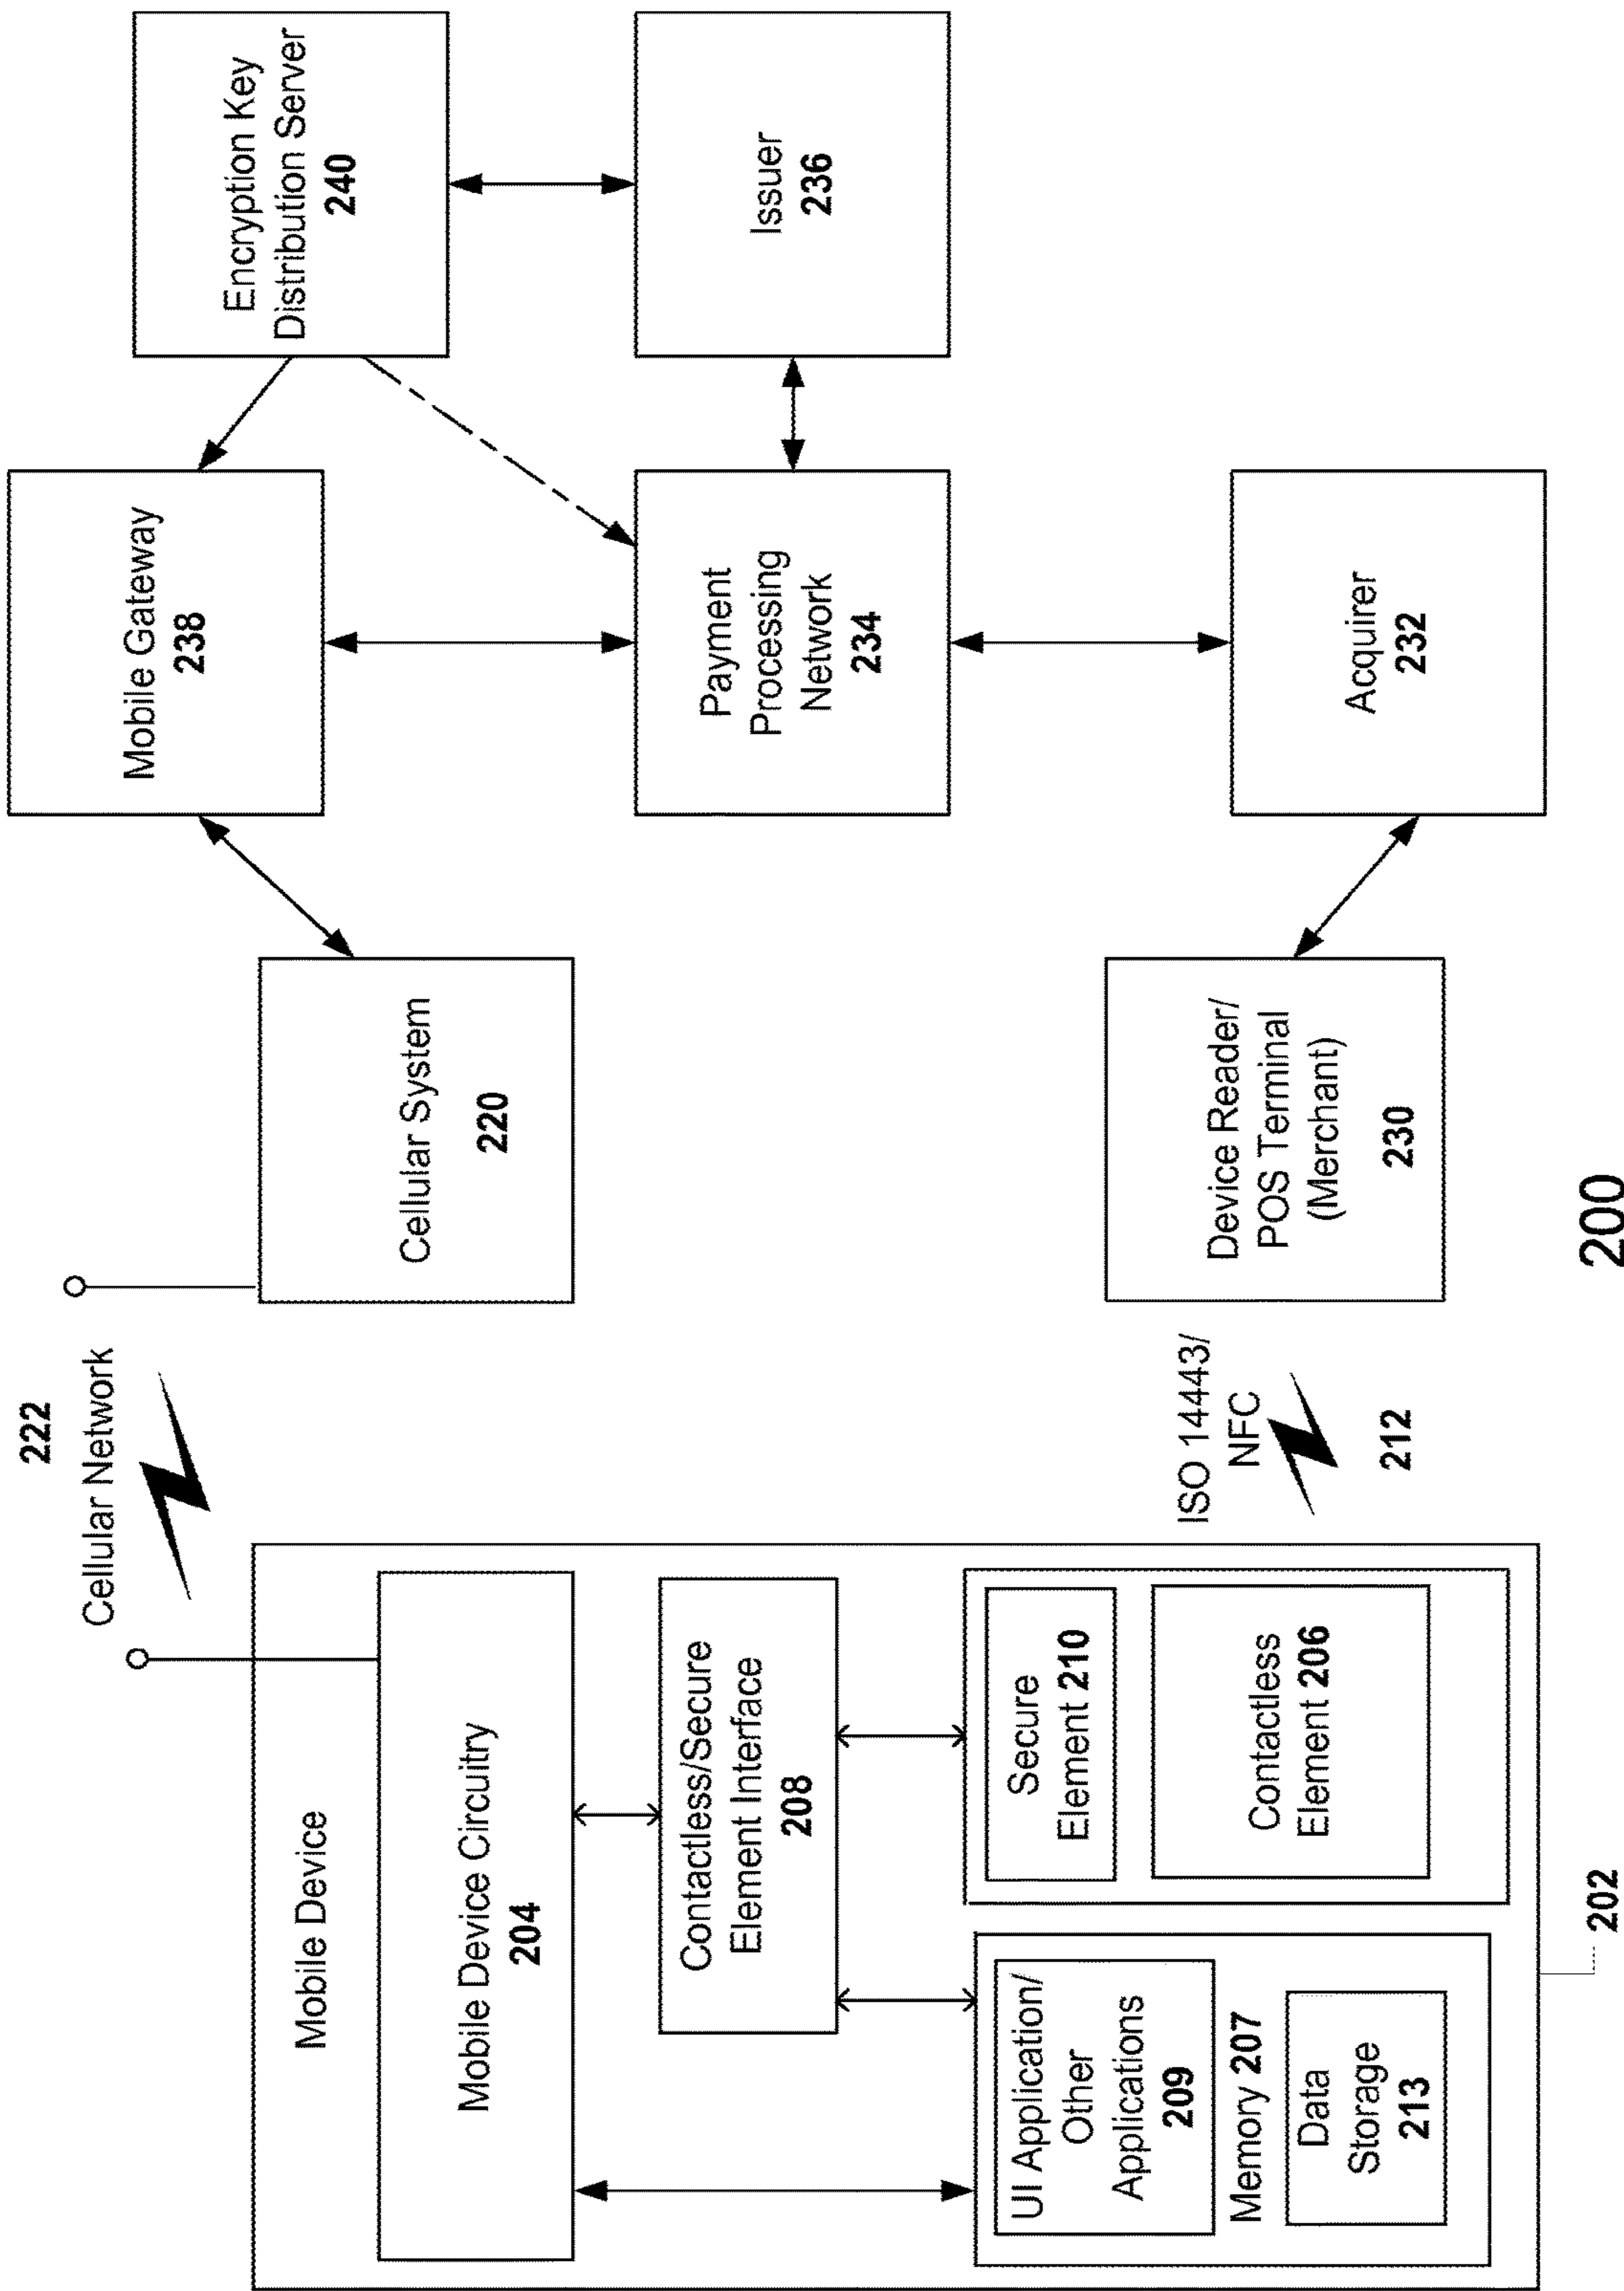 222
Cellular Network
Mobile Device
Mobile Device Circuitry
204
Contactless/Secure
Element Interface
208
UI Application/
Other
Applications
209
Memory 207
Data
Storage
213
Secure
Element 210
Contactless
Element 206
202
ISO 14443/
NFC
212
Cellular System
220
Device Reader/
POS Terminal
(Merchant)
230
Mobile Gateway
238
Payment
Processing
Network
234
Acquirer
232
Encryption Key
Distribution Server
240
Issuer
236
200